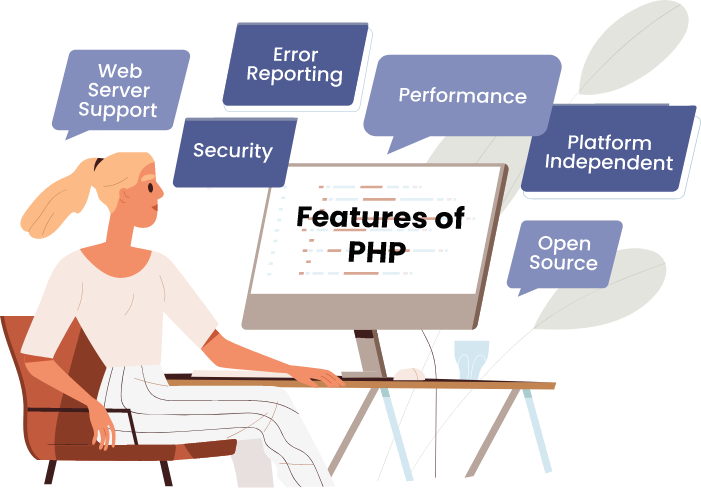 Web
Server
Support
Error
Reporting
Performance
Security
Platform
Independent
Features of
PHP
Open
Source